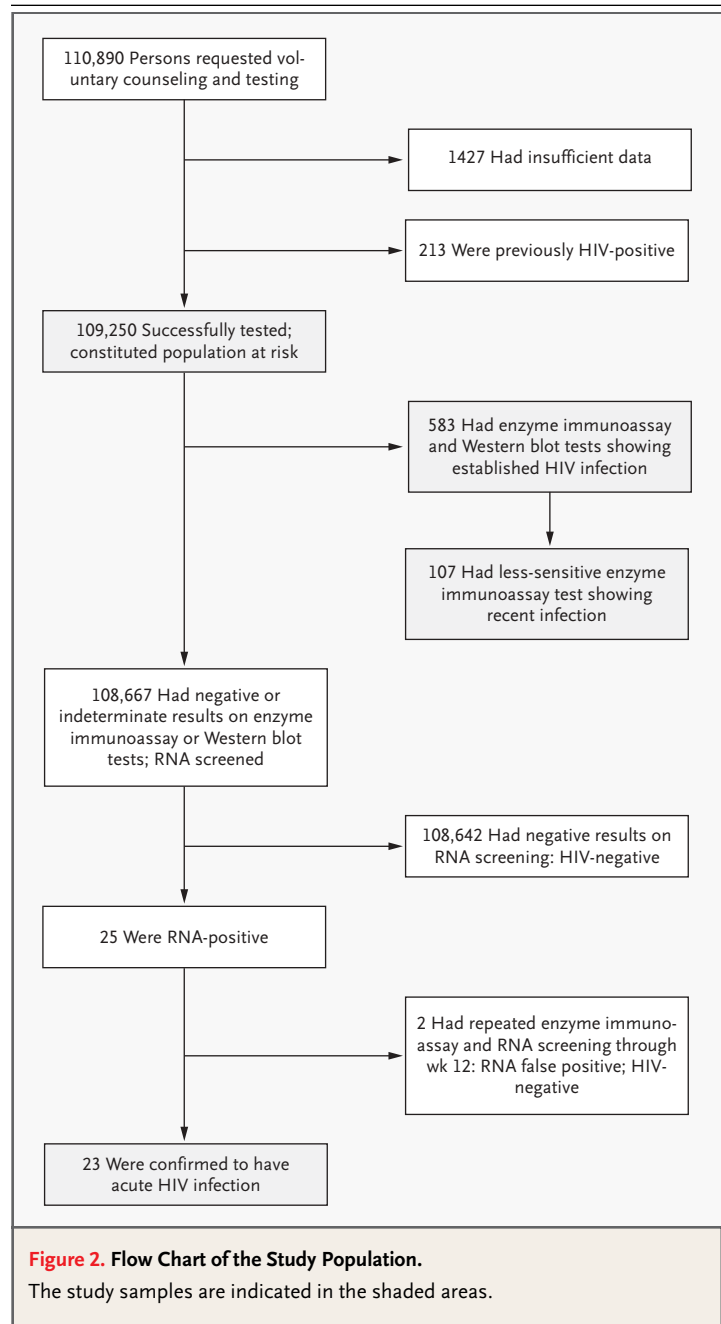 110,890 Persons requested vol-
untary counseling and testing
1427 Had insufficient data
213 Were previously HIV-positive
109,250 Successfully tested;
constituted population at risk
583 Had enzyme immunoassay
and Western blot tests showing
established HIV infection
107 Had less-sensitive enzyme
immunoassay test showing
recent infection
108,667 Had negative or
indeterminate results on enzyme
immunoassay or Western blot
tests; RNA screened
108,642 Had negative results on
RNA screening: HIV-negative
25 Were RNA-positive
2 Had repeated enzyme immuno-
assay and RNA screening through
wk 12: RNA false positive; HIV-
negative
23 Were confirmed to have
acute HIV infection
Figure 2. Flow Chart of the Study Population.
The study samples are indicated in the shaded areas.